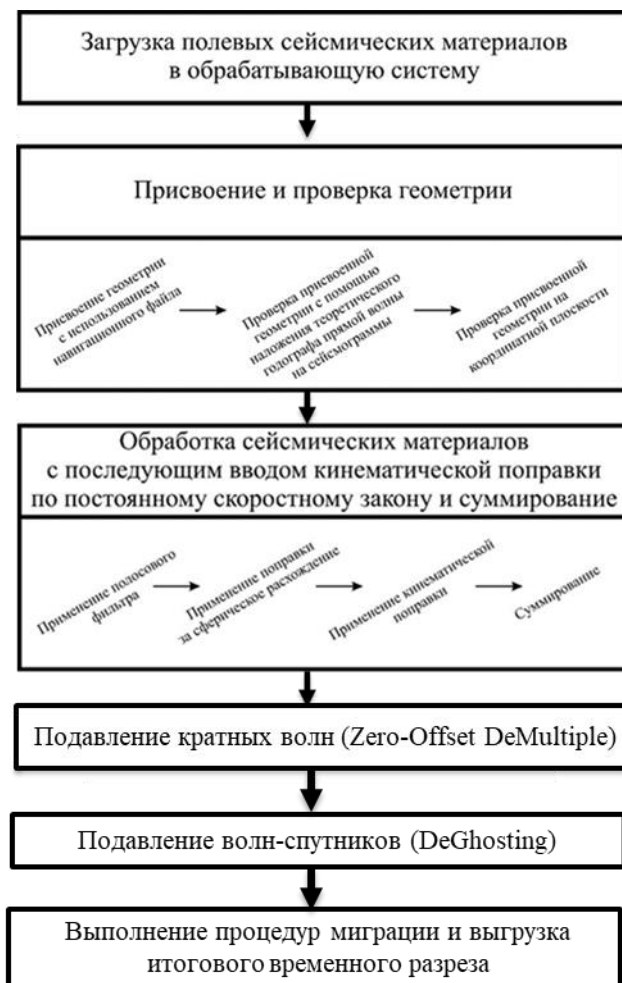 Загрузка полевых сейсмических материалов
в обрабатывающую систему
Присвоение и проверка геометрии
Присвоение геометрии
с использованием
навигационного файла
Проверка присвоенной
геометрии с помощью
наложения теоретического
годографа прямой волны
на сейсмограммы
Проверка присвоенной
геометрии на
координатной плоскости
Обработка сейсмических материалов
с последующим вводом кинематической поправки
по постоянному скоростному закону и суммирование
Применение полосового
фильтра
Применение поправки
за сферическое расхождение
Применение кинематической
поправки
Суммирование
Подавление кратных волн (Zero-Offset DeMultiple)
Подавление волн-спутников (DeGhosting)
Выполнение процедур миграции и выгрузка
итогового временного разреза